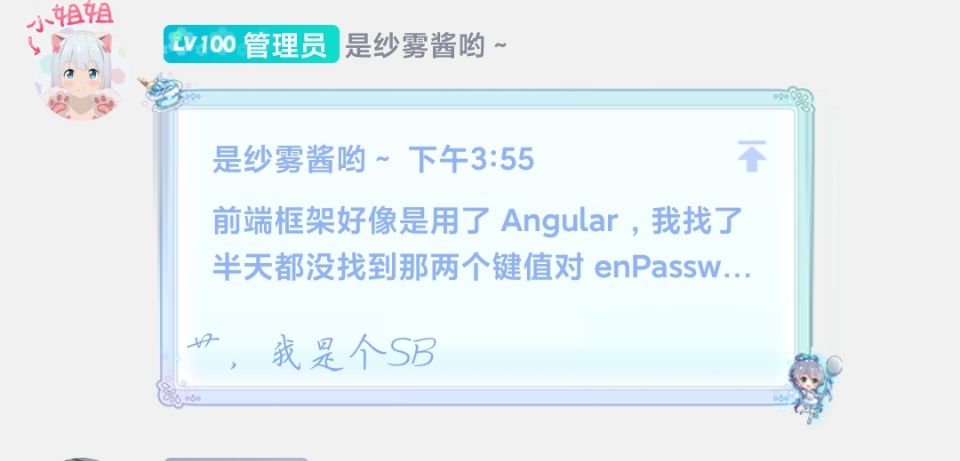 小姐姐
LV100 管理员 是纱雾酱哟~
是纱雾酱哟~ 下午3:55
前端框架好像是用了 Angular，我找了
半天都没找到那两个键值对 enPassw...
艹，我是个SB